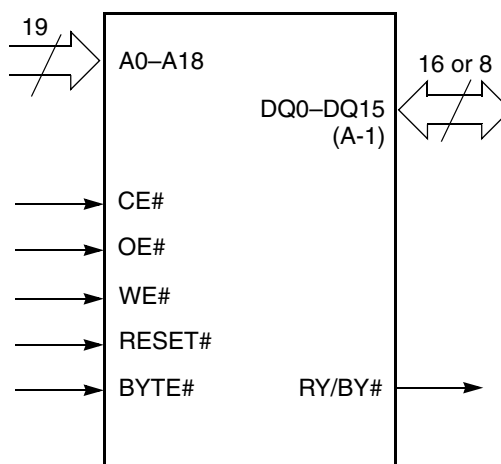 19
A0–A18
16 or 8
DQ0–DQ15
(A-1)
CE#
OE#
WE#
RESET#
BYTE#
RY/BY#